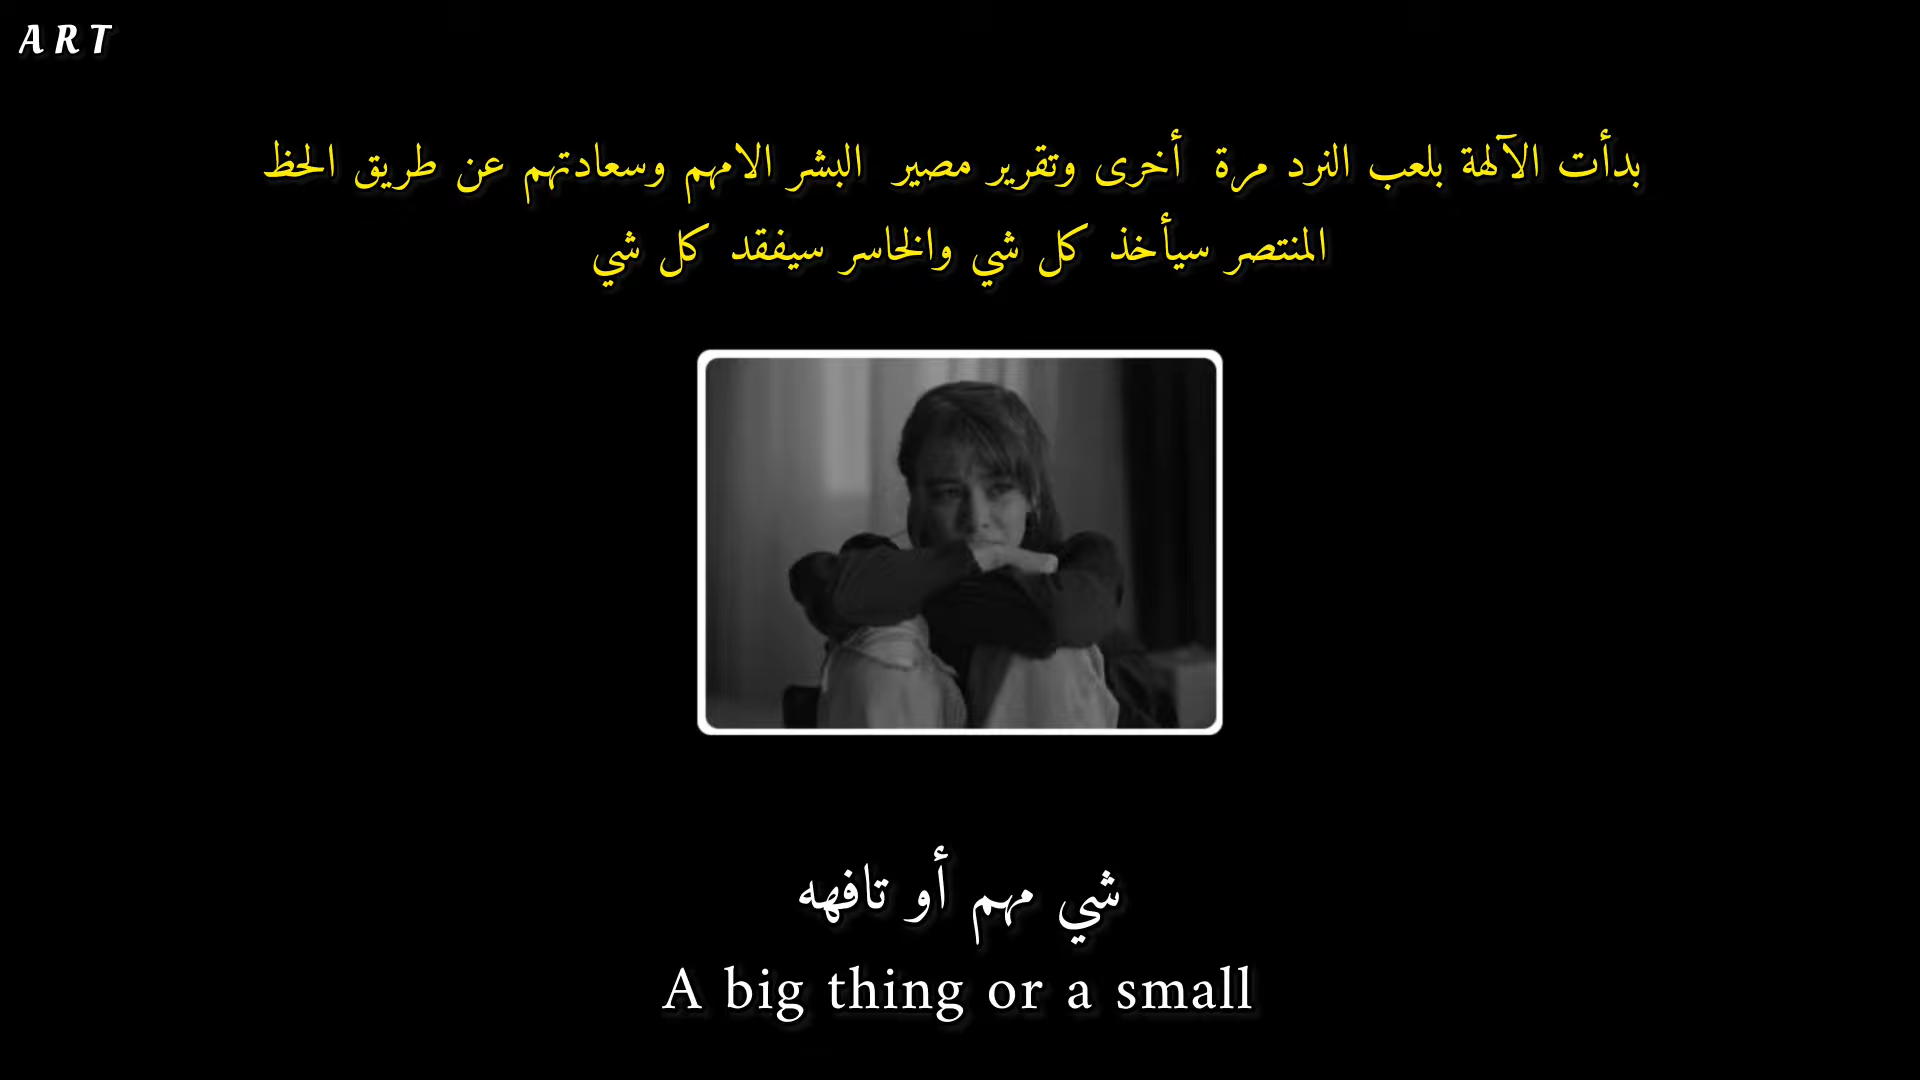 ART
بدأت الآلهة بلعب النرد مرة أخرى وتقرير مصير البشر الامهم وسعادتهم عن طريق الحظ
المنتصر سيأخذ كل شي والخاسر سيفقد كل شي
شي مهم أو تافهه
A big thing or a small